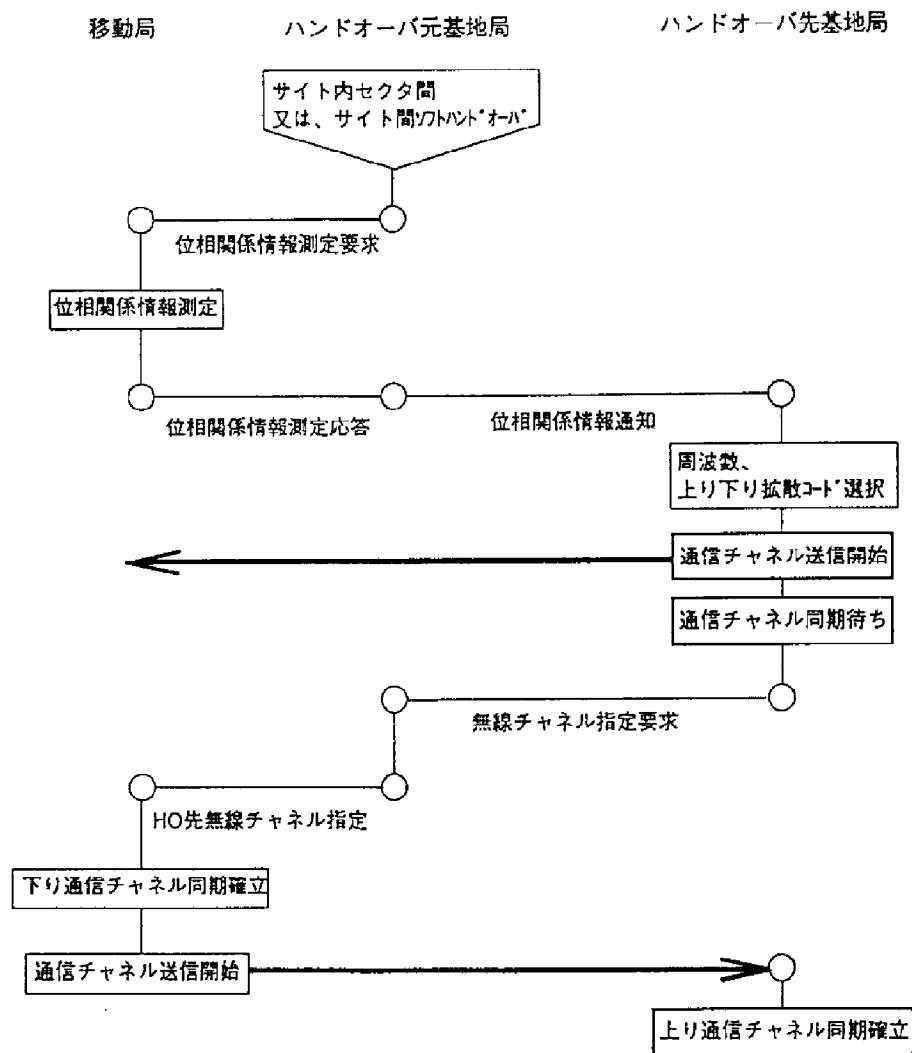 移動局
ハンドオーバ元基地局
ハンドオーバ先基地局
サイト内セクタ間
又は、サイト間ソフトハンドオーバ
位相関係情報測定要求
位相関係情報測定
位相関係情報測定応答
位相関係情報通知
周波数、
上り下り拡散コード選択
通信チャネル送信開始
通信チャネル同期待ち
無線チャネル指定要求
HO先無線チャネル指定
下り通信チャネル同期確立
通信チャネル送信開始
上り通信チャネル同期確立